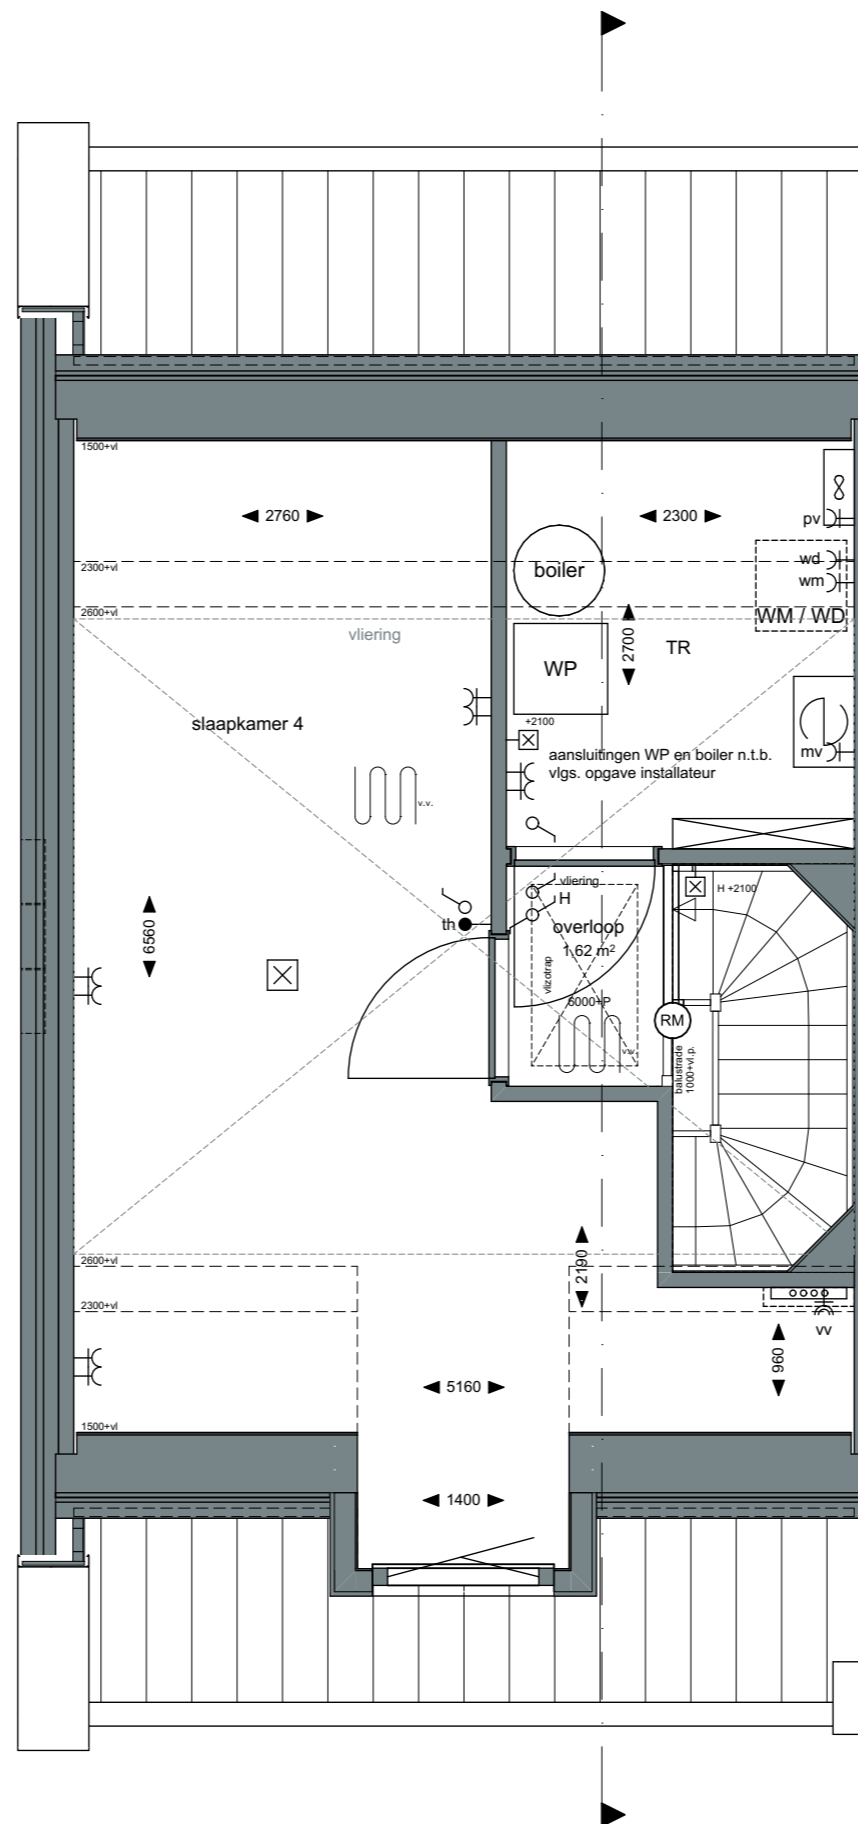 1500+vl
2760
2300
pv
boiler
2300+vl
wd
wm
2600+vl
WM / WD
vliering
2700
TR
WP
+2100
slaapkamer 4
aansluitingen WP en boiler n.t.b.
vlgs. opgave installateur
mv
v.v.
vliering
H
H +2100
th
overloop
1,62 m²
6560
vlizotrap
6000+P
RM
v.v.
balustrade
1000+vl.p.
2190
2600+vl
2300+vl
vv
960
5160
1500+vl
1400